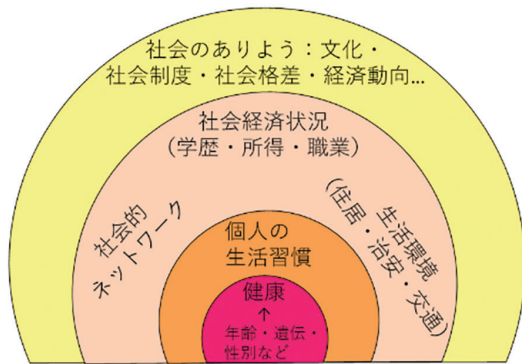 社会のありよう：文化・
社会制度・社会格差・経済動向...
社会経済状況
(学歴・所得・職業)
社会的
ネットワーク
生活環境
(住居・治安・交通)
個人の
生活習慣
健康
↑
年齢・遺伝・
性別など